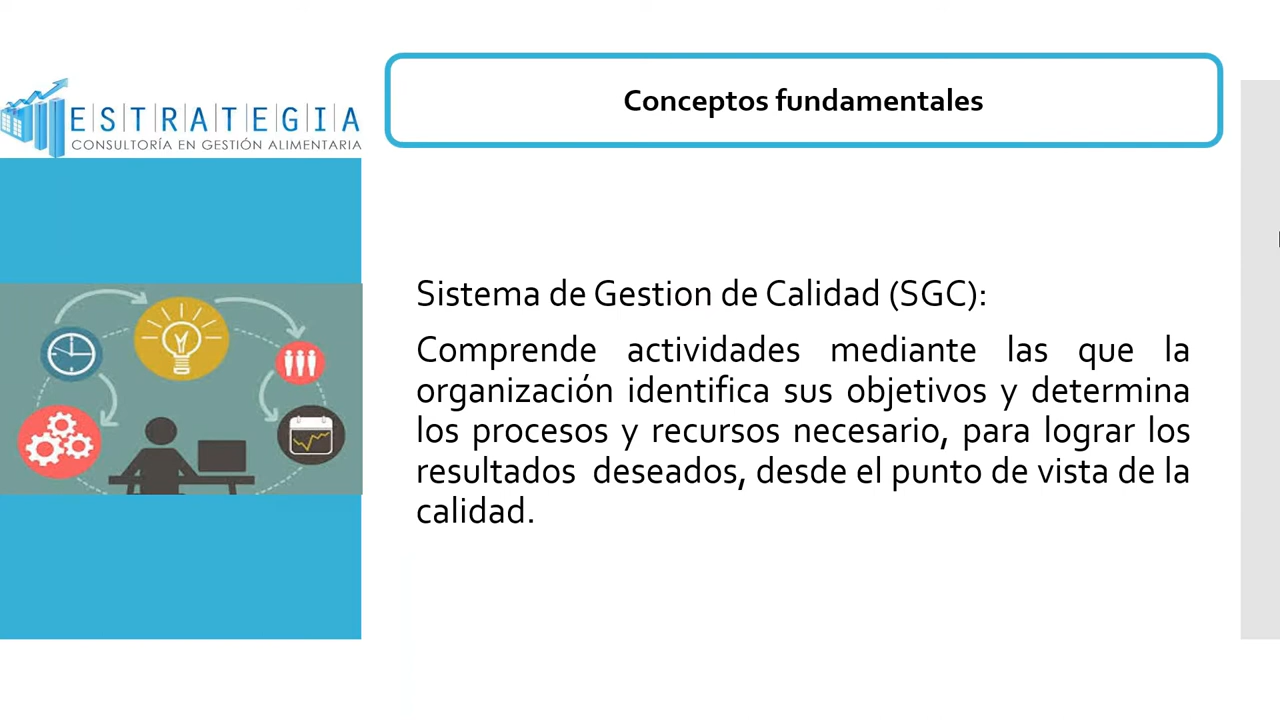 ESTRATEGIA
CONSULTORÍA EN GESTIÓN ALIMENTARIA
Conceptos fundamentales
Sistema de Gestion de Calidad (SGC):
Comprende actividades mediante las que la
organización identifica sus objetivos y determina
los procesos y recursos necesario, para lograr los
resultados deseados, desde el punto de vista de la
calidad.